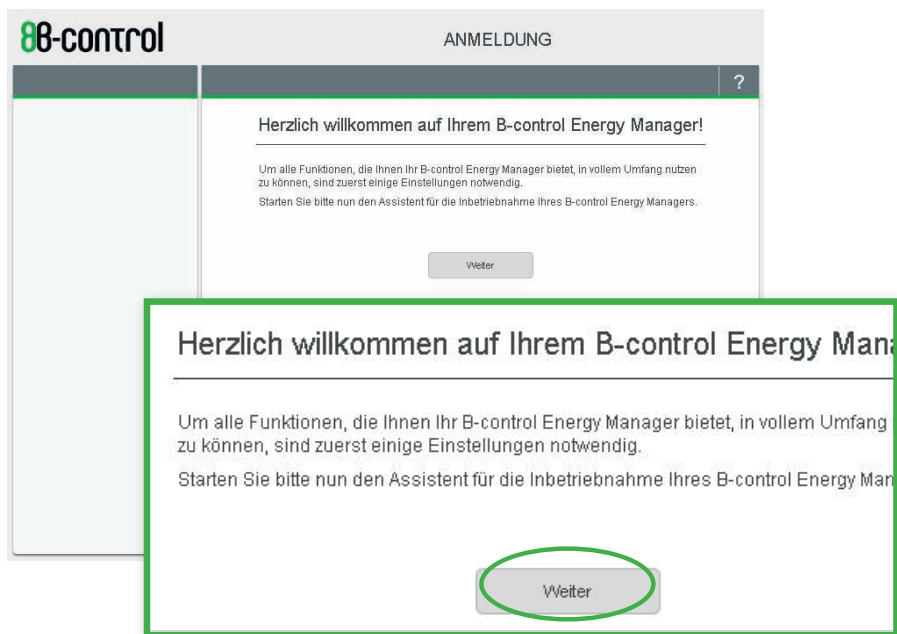 B-control
ANMELDUNG
?
Herzlich willkommen auf Ihrem B-control Energy Manager!
Um alle Funktionen, die Ihnen Ihr B-control Energy Manager bietet, in vollem Umfang nutzen
zu können, sind zuerst einige Einstellungen notwendig.
Starten Sie bitte nun den Assistent für die Inbetriebnahme Ihres B-control Energy Managers.
Weiter
Herzlich willkommen auf Ihrem B-control Energy Man
Um alle Funktionen, die Ihnen Ihr B-control Energy Manager bietet, in vollem Umfang
zu können, sind zuerst einige Einstellungen notwendig.
Starten Sie bitte nun den Assistent für die Inbetriebnahme Ihres B-control Energy Man
Weiter